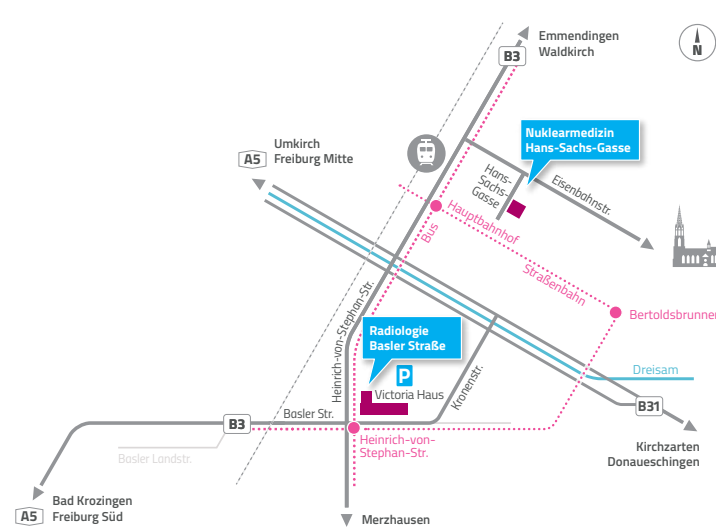 Emmendingen
Waldkirch
B3
N
Nuklearmedizin
Hans-Sachs-Gasse
Umkirch
A5 Freiburg Mitte
Hans-
Sachs-
Gasse
Eisenbahnstr.
Hauptbahnhof
Bus
Straßenbahn
Bertoldsbrunnen
Heinrich-von-Stephan-Str.
Radiologie
Basler Straße
P
Victoria Haus
Kronenstr.
Dreisam
B31
Basler Str.
B3
Heinrich-von-
Stephan-Str.
Basler Landstr.
Kirchzarten
Donaueschingen
Bad Krozingen
A5 Freiburg Süd
Merzhausen